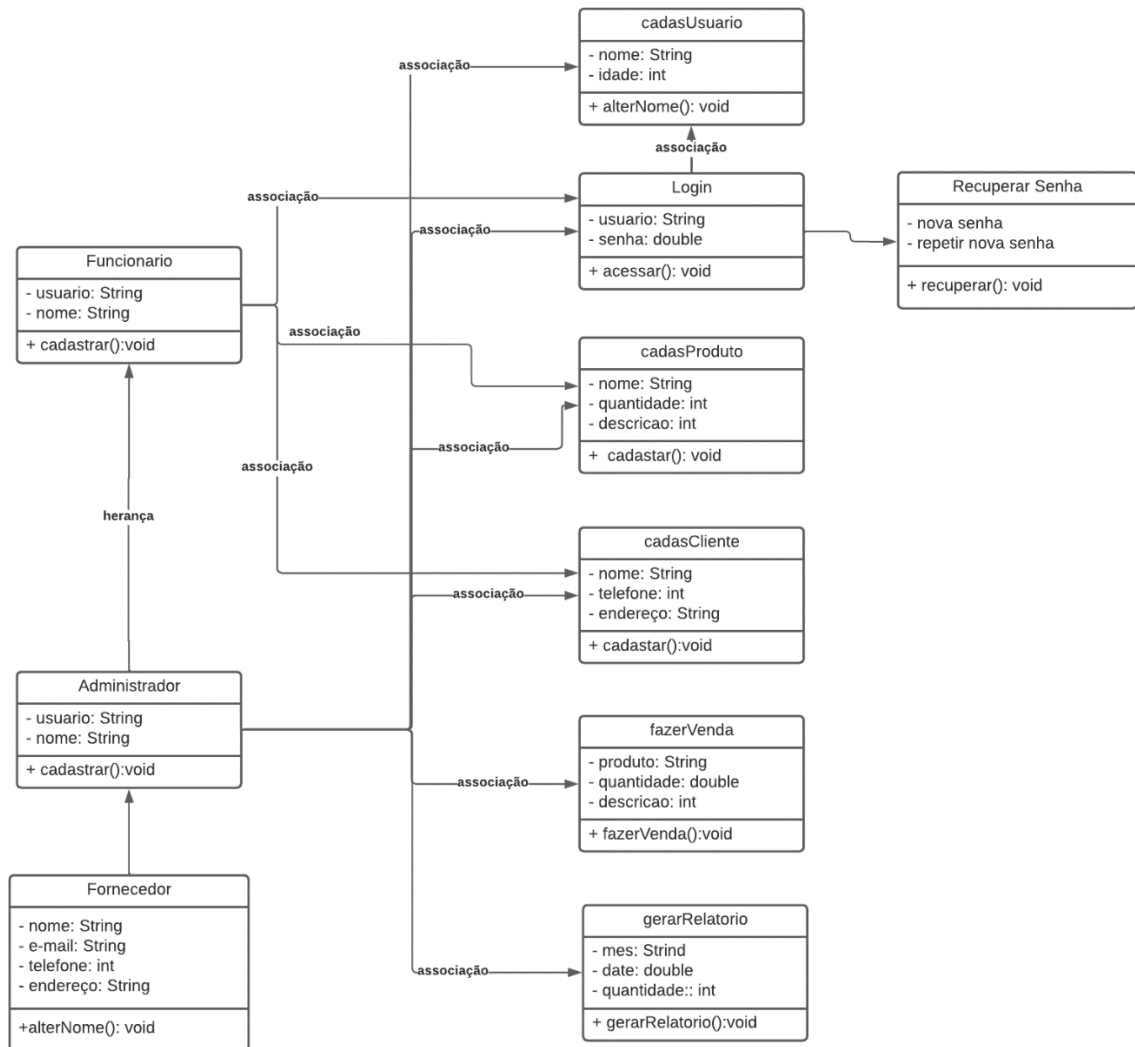 cadasUsuario
- nome: String
- idade: int
+ alterNome(): void
associação
associação
Login
- usuario: String
- senha: double
+ acessar(): void
associação
associação
Recuperar Senha
- nova senha
- repetir nova senha
+ recuperar(): void
Funcionario
- usuario: String
- nome: String
+ cadastrar():void
associação
cadasProduto
- nome: String
- quantidade: int
- descricao: int
+ cadastar(): void
associação
associação
herança
cadasCliente
- nome: String
- telefone: int
- endereço: String
+ cadastar():void
associação
Administrador
- usuario: String
- nome: String
+ cadastrar():void
fazerVenda
- produto: String
- quantidade: double
- descricao: int
+ fazerVenda():void
associação
Fornecedor
- nome: String
- e-mail: String
- telefone: int
- endereço: String
+alterNome(): void
associação
gerarRelatorio
- mes: Strind
- date: double
- quantidade:: int
+ gerarRelatorio():void